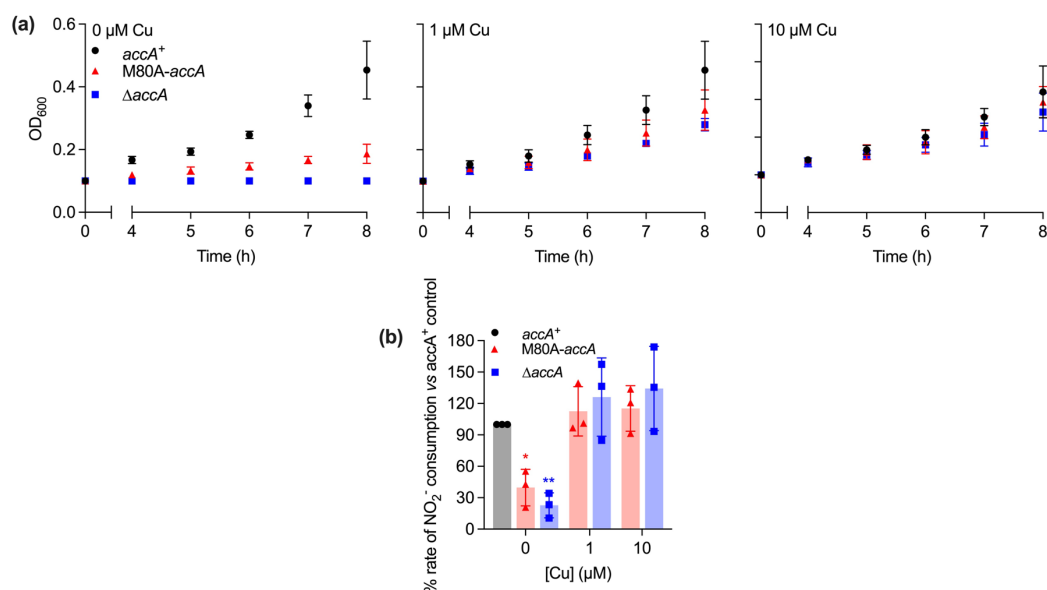 (a)
0 µM Cu
1 µM Cu
10 µM Cu
accA+
M80A-accA
ΔaccA
OD600
0.6
0.4
0.2
0.0
0 4 5 6 7 8
0 4 5 6 7 8
0 4 5 6 7 8
Time (h)
Time (h)
Time (h)
(b)
accA+
M80A-accA
ΔaccA
% rate of NO2- consumption vs accA+ control
180
150
120
90
60
30
0
*
**
0 1 10
[Cu] (µM)